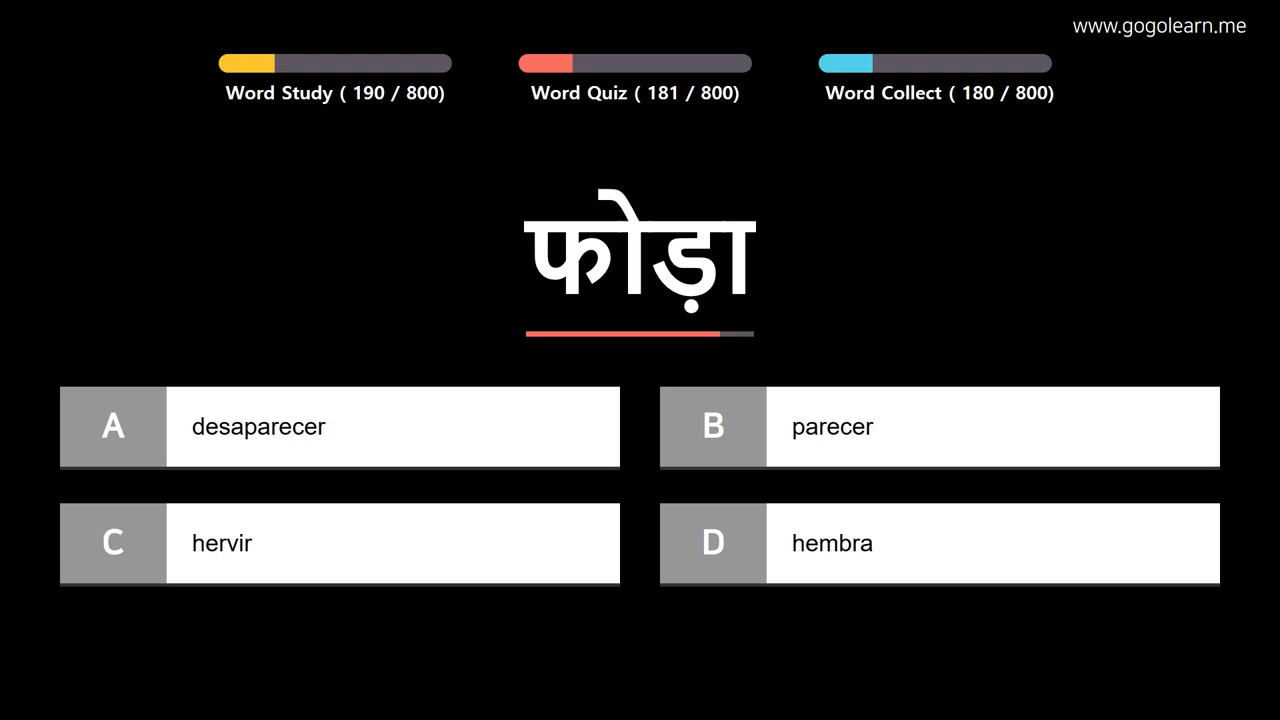 www.gogolearn.me
Word Study ( 190 / 800)
Word Quiz ( 181 / 800)
Word Collect ( 180 / 800)
फोड़ा
A desaparecer
B parecer
C hervir
D hembra